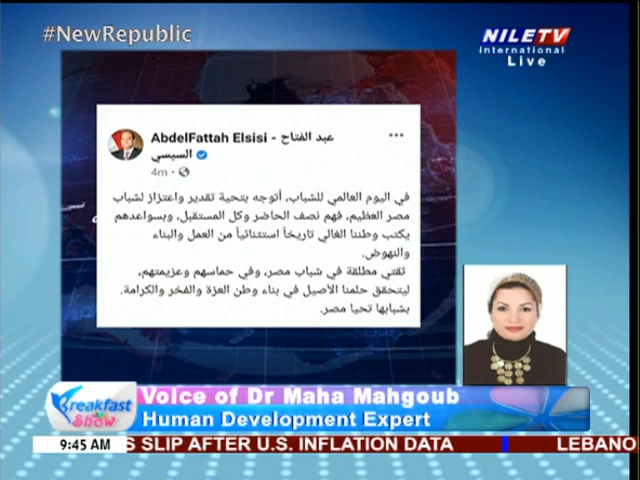 #NewRepublic
NILE TV
international
Live
AbdelFattah Elsisi - عبد الفتاح
السيسي
4m
في اليوم العالمي للشباب، أتوجه بتحية تقدير واعتزاز لشباب
مصر العظيم، فهم نصف الحاضر وكل المستقبل، وبسواعدهم
يكتب وطننا الغالي تاريخاً استثنائياً من العمل والبناء
والنهوض.
ثقتي مطلقة في شباب مصر، وفي حماسهم وعزيمتهم،
ليتحقق حلمنا الأصيل في بناء وطن العزة والفخر والكرامة.
بشبابها تحيا مصر.
Voice of Dr Maha Mahgoub
Human Development Expert
Breakfast
Show
9:45 AM
S SLIP AFTER U.S. INFLATION DATA
LEBANO